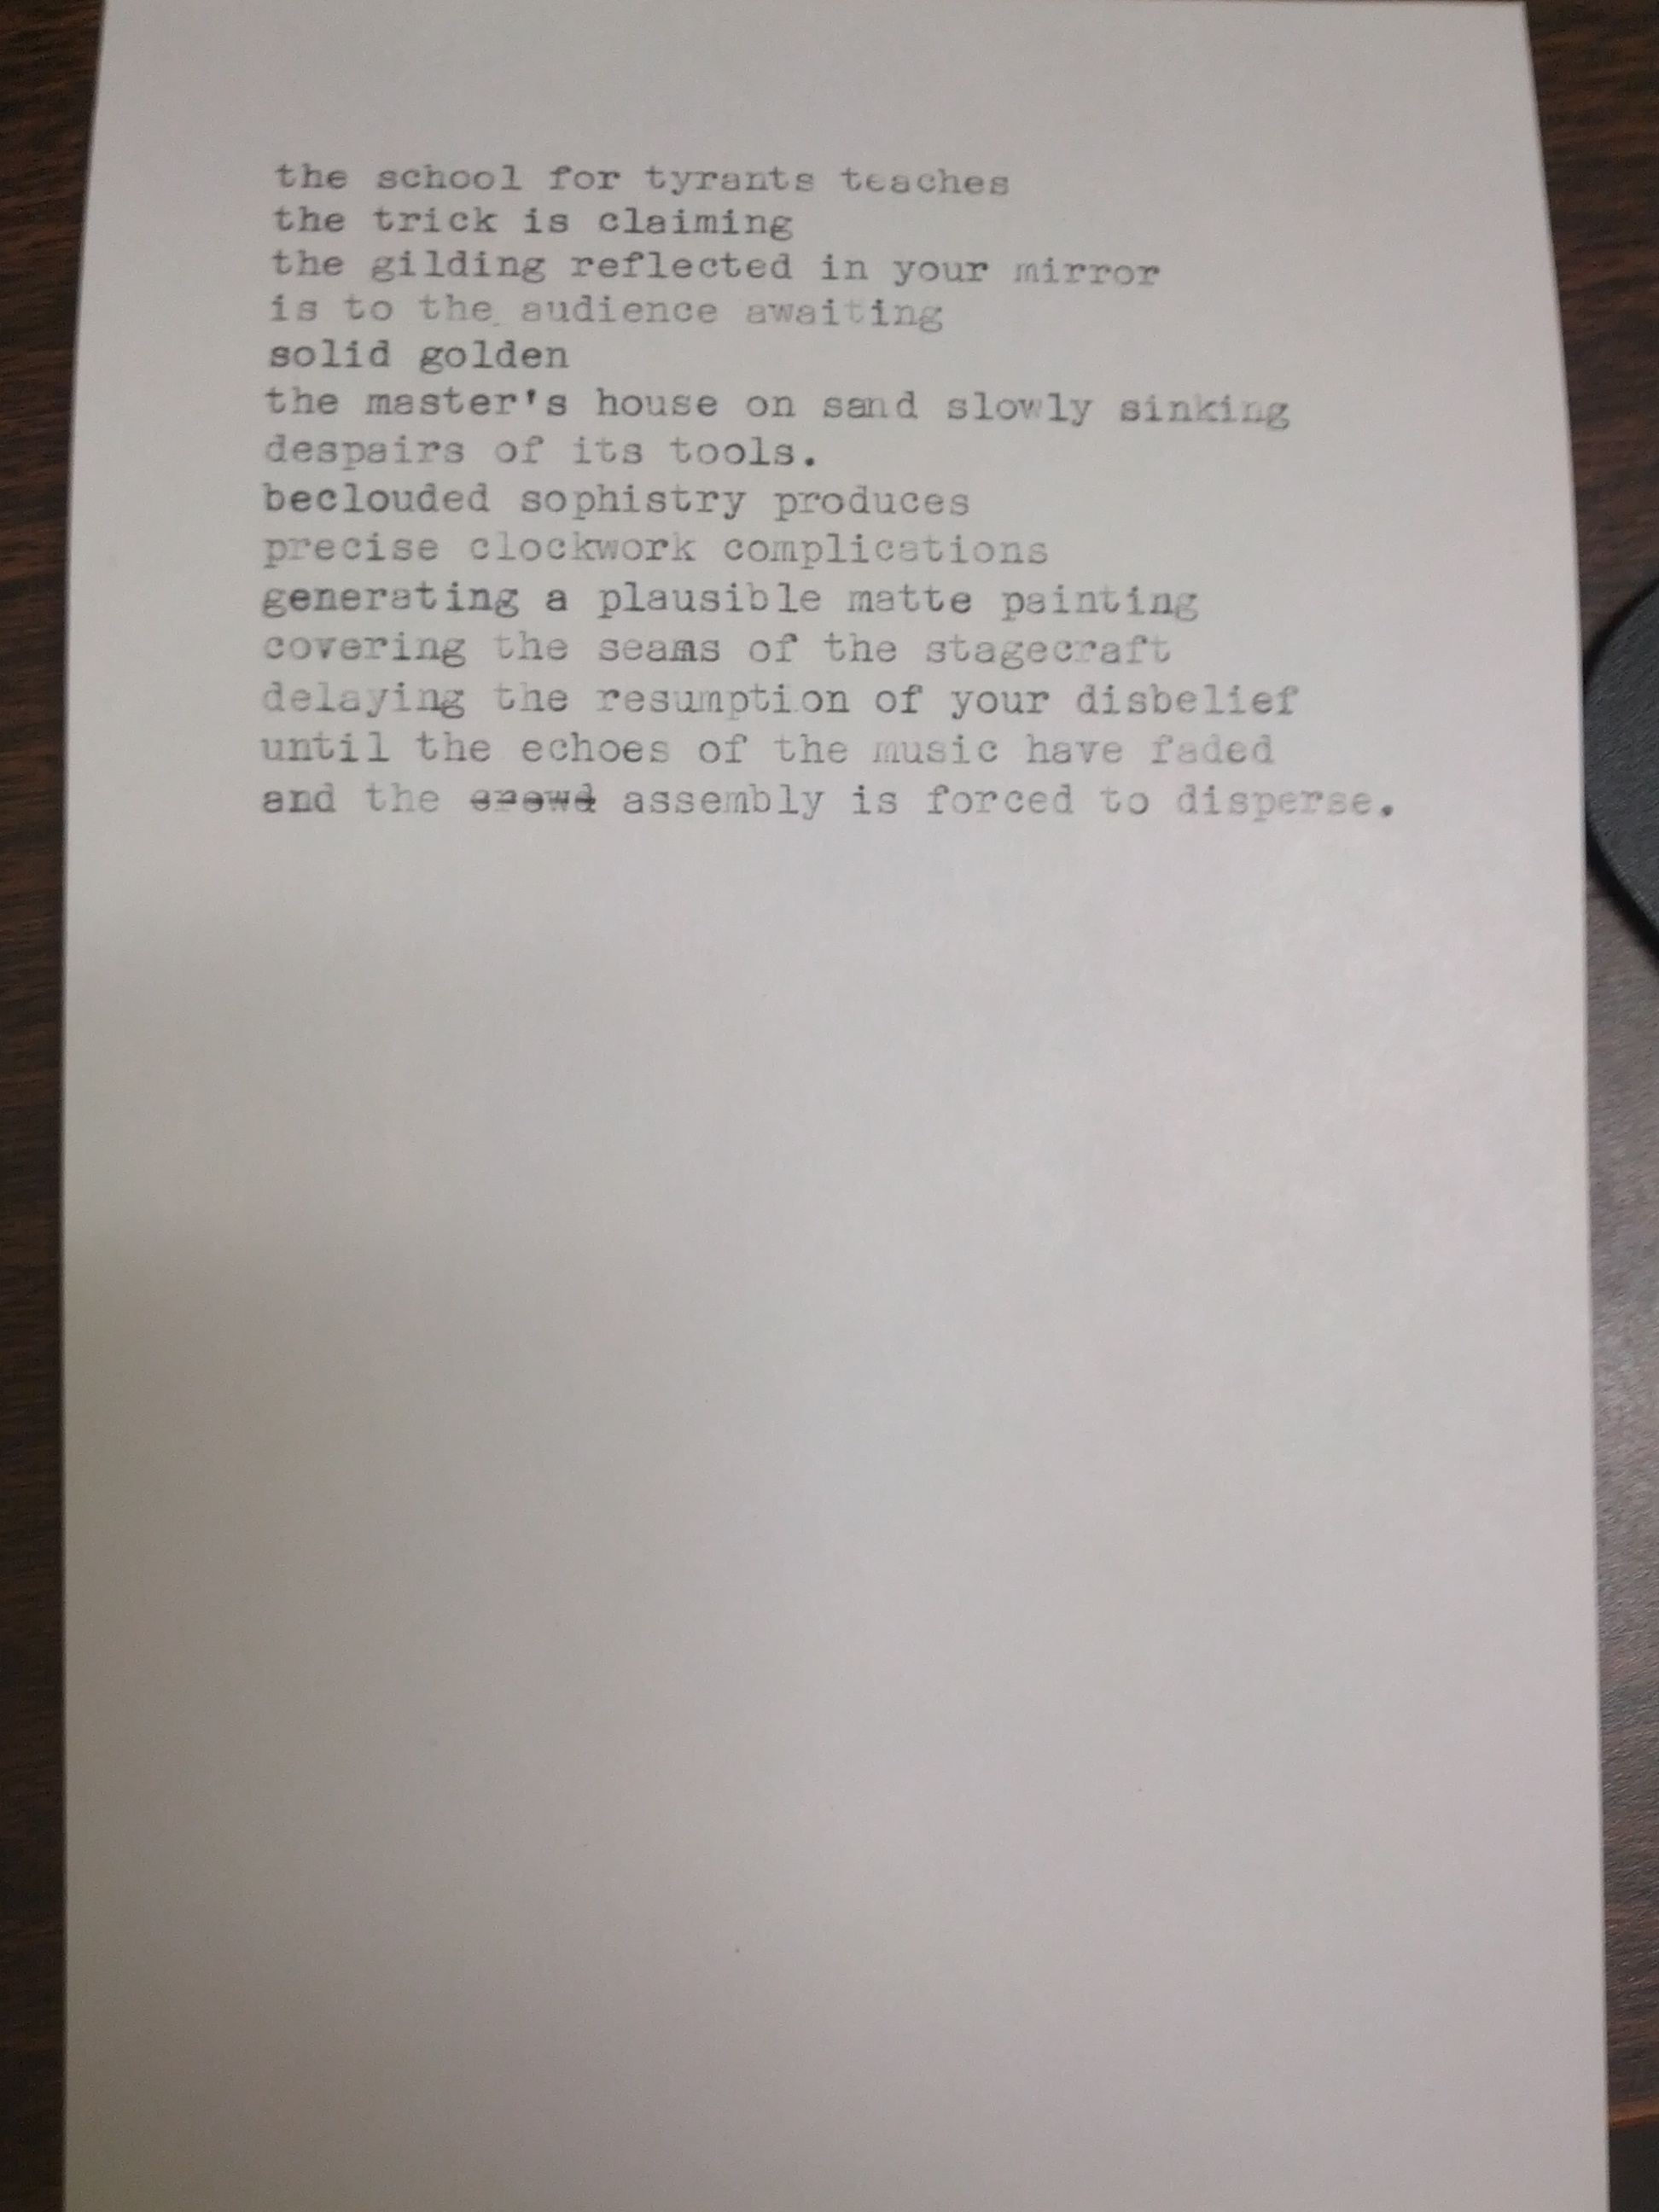 the school for tyrants teaches
the trick is claiming
the gilding reflected in your mirror
is to the audience awaiting
solid golden
the master's house on sand slowly sinking
despairs of its tools.
beclouded sophistry produces
precise clockwork complications
generating a plausible matte painting
covering the seams of the stagecraft
delaying the resumption of your disbelief
until the echoes of the music have faded
and the crowd assembly is forced to disperse.